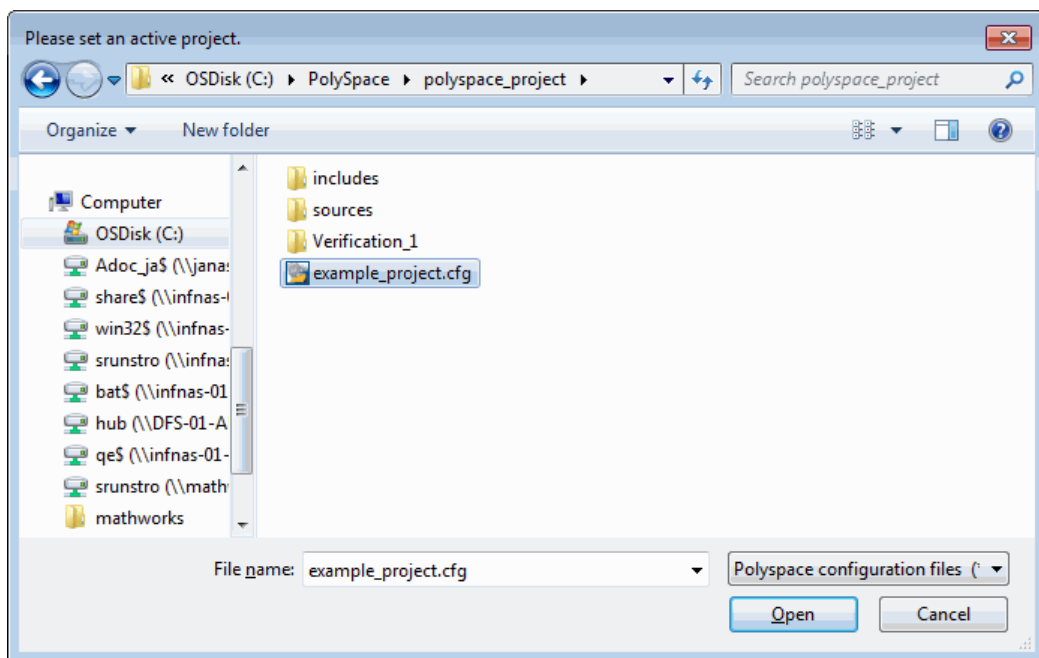 Please set an active project.
« OSDisk (C:) ▸ PolySpace ▸ polyspace_project ▸
Search polyspace_project
Organize ▾ New folder
Computer
OSDisk (C:)
Adoc_ja$ (\\janas
share$ (\\infnas-
win32$ (\\infnas-
srunstro (\\infnas
bat$ (\\infnas-01
hub (\\DFS-01-A
qe$ (\\infnas-01-
srunstro (\\math
mathworks
includes
sources
Verification_1
example_project.cfg
File name: example_project.cfg
Polyspace configuration files (
Open Cancel